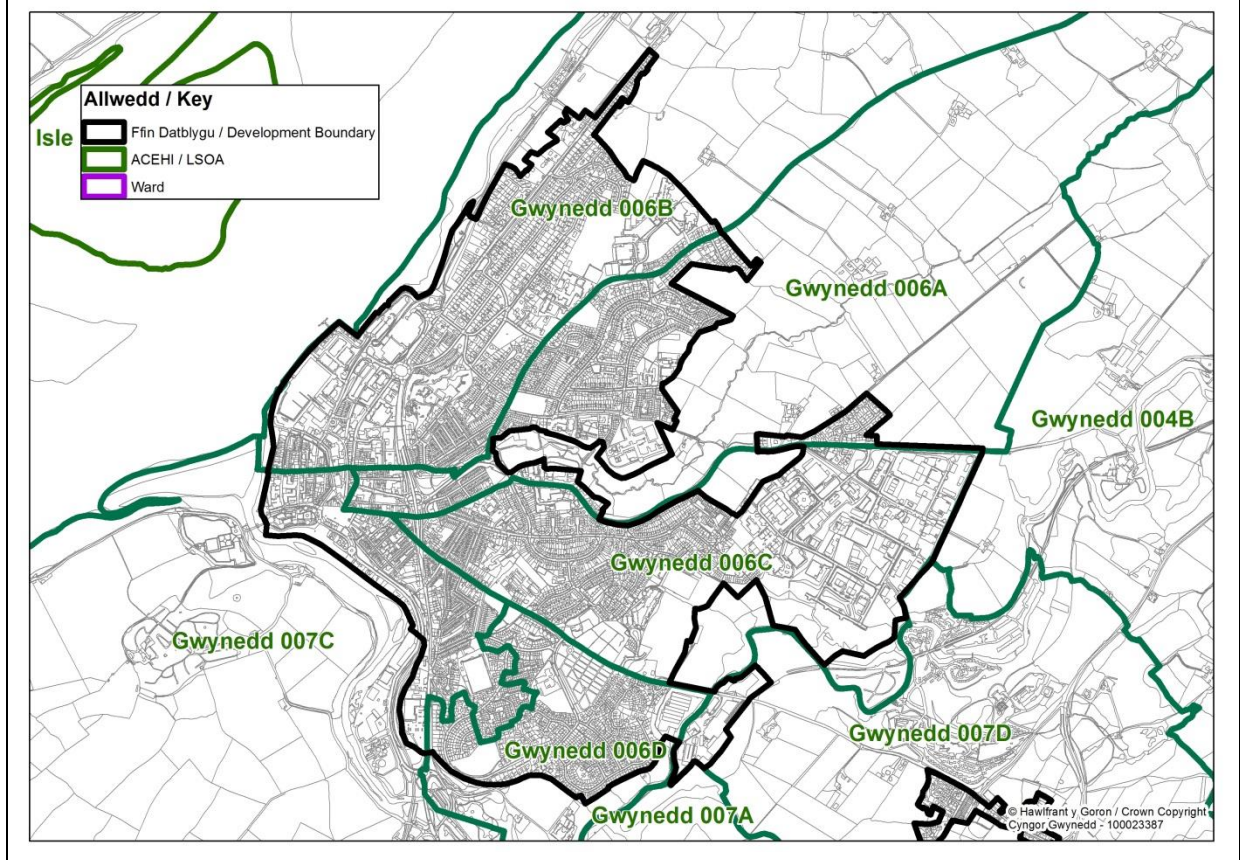 Allwedd / Key
Ffin Datblygu / Development Boundary
ACEHI / LSOA
Ward
Isle
Gwynedd 006B
Gwynedd 006A
Gwynedd 004B
Gwynedd 006C
Gwynedd 007C
Gwynedd 007D
Gwynedd 006D
Gwynedd 007A
© Hawlfraint y Goron / Crown Copyright
Cyngor Gwynedd - 100023387